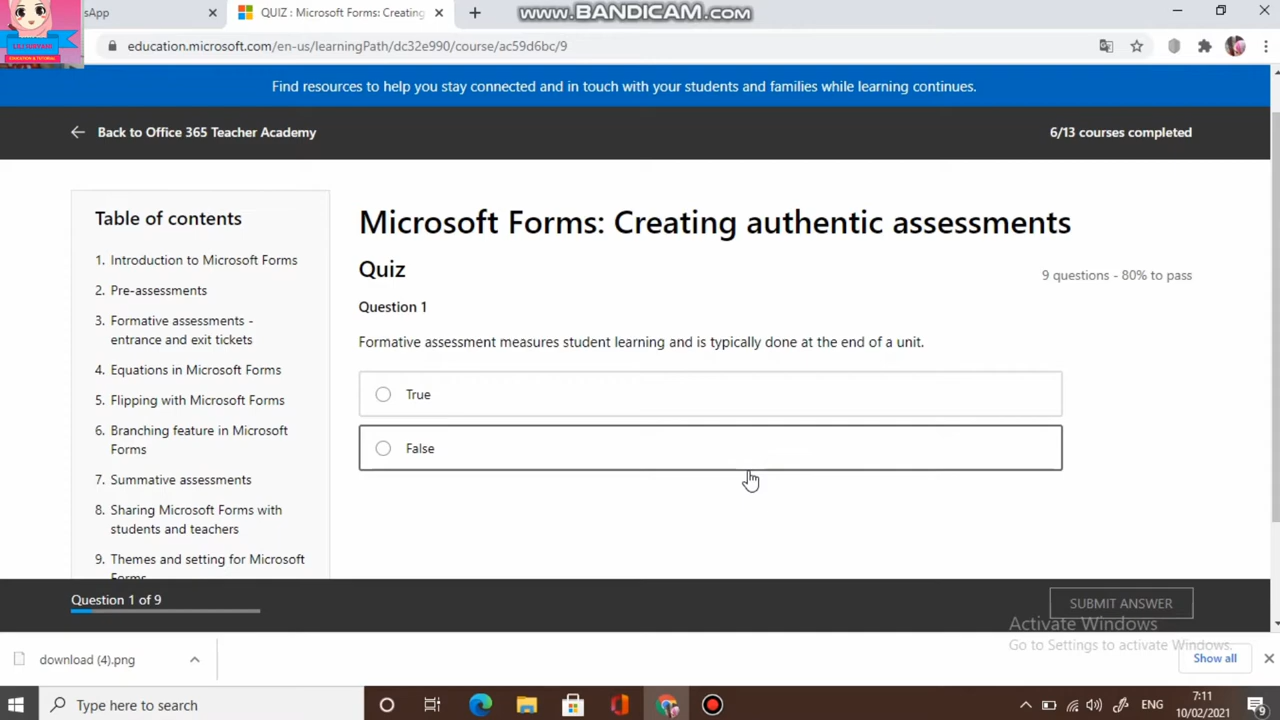 sApp
QUIZ : Microsoft Forms: Creating
www.BANDICAM.com
education.microsoft.com/en-us/learningPath/dc32e990/course/ac59d6bc/9
EDUCATION & TUTORIAL
Find resources to help you stay connected and in touch with your students and families while learning continues.
Back to Office 365 Teacher Academy
6/13 courses completed
Table of contents
1. Introduction to Microsoft Forms
2. Pre-assessments
3. Formative assessments -
entrance and exit tickets
4. Equations in Microsoft Forms
5. Flipping with Microsoft Forms
6. Branching feature in Microsoft
Forms
7. Summative assessments
8. Sharing Microsoft Forms with
students and teachers
9. Themes and setting for Microsoft
Forms
Microsoft Forms: Creating authentic assessments
Quiz
9 questions - 80% to pass
Question 1
Formative assessment measures student learning and is typically done at the end of a unit.
True
False
Question 1 of 9
SUBMIT ANSWER
Activate Windows
Go to Settings to activate Windows.
download (4).png
Show all
Type here to search
ENG
7:11
10/02/2021
9